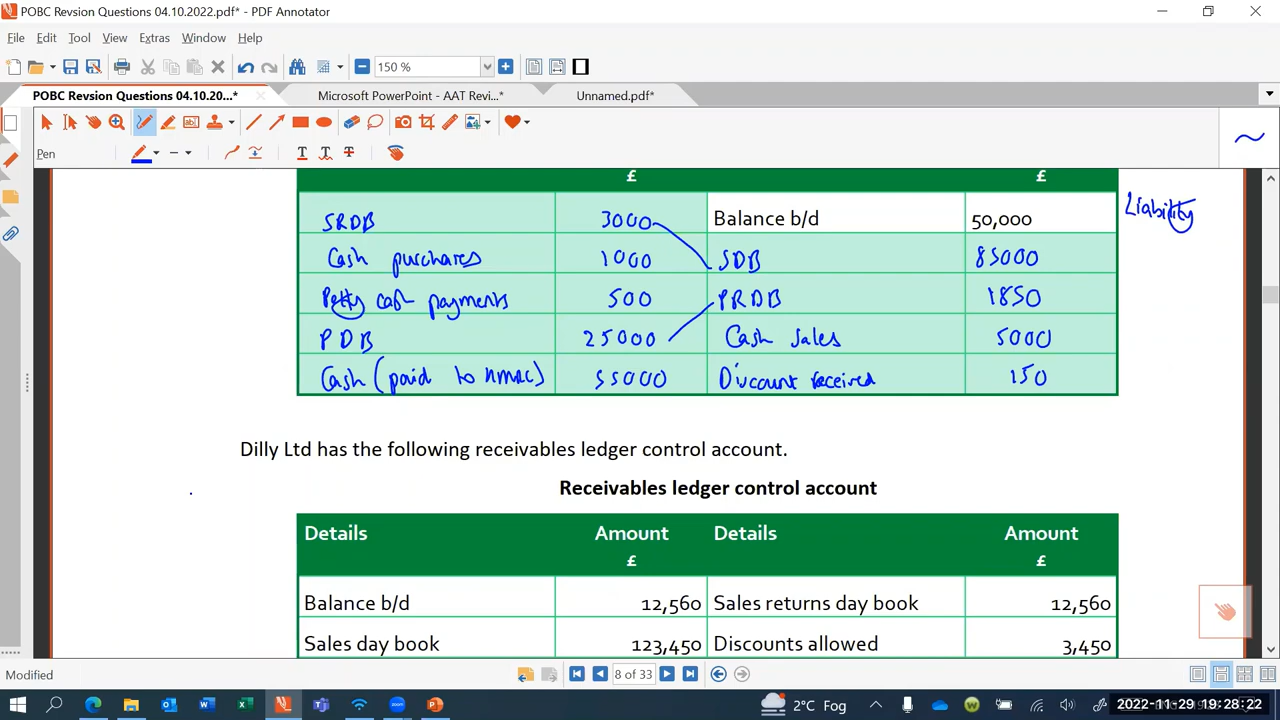 POBC Revsion Questions 04.10.2022.pdf* - PDF Annotator
File Edit Tool View Extras Window Help
150 %
POBC Revsion Questions 04.10.20...* Microsoft PowerPoint - AAT Revi...* Unnamed.pdf*
Pen
£ £
SRDB 3000 Balance b/d 50,000 Liability
Cash purchases 1000 SDB 85000
Petty cash payments 500 PRDB 1850
PDB 25000 Cash Sales 5000
Cash (paid to HMRC) 55000 Discount received 150
Dilly Ltd has the following receivables ledger control account.
Receivables ledger control account
Details Amount Details Amount
£ £
Balance b/d 12,560 Sales returns day book 12,560
Sales day book 123,450 Discounts allowed 3,450
Modified 8 of 33
2°C Fog 2022-11-29 19:28:22